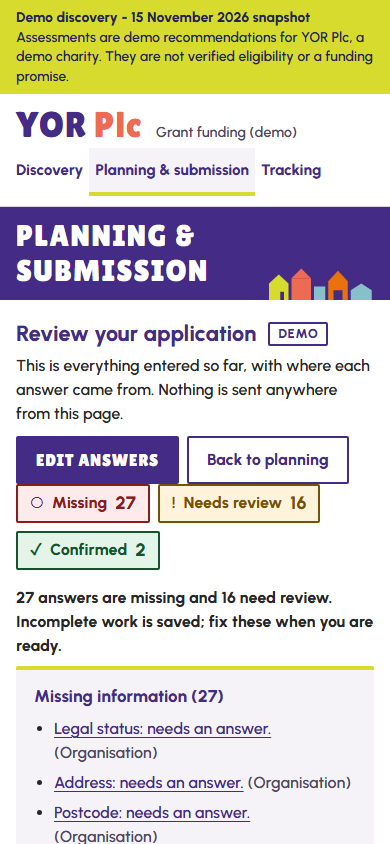 Demo discovery - 15 November 2026 snapshot
Assessments are demo recommendations for YOR Plc, a
demo charity. They are not verified eligibility or a funding
promise.
YOR Plc Grant funding (demo)
Discovery Planning & submission Tracking
PLANNING &
SUBMISSION
Review your application DEMO
This is everything entered so far, with where each
answer came from. Nothing is sent anywhere
from this page.
EDIT ANSWERS Back to planning
Missing 27 ! Needs review 16
✓ Confirmed 2
27 answers are missing and 16 need review.
Incomplete work is saved; fix these when you are
ready.
Missing information (27)
• Legal status: needs an answer.
(Organisation)
• Address: needs an answer. (Organisation)
• Postcode: needs an answer.
(Organisation)